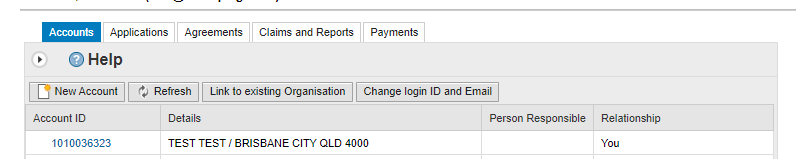 Accounts Applications Agreements Claims and Reports Payments
Help
New Account Refresh Link to existing Organisation Change login ID and Email
Account ID Details Person Responsible Relationship
1010036323 TEST TEST / BRISBANE CITY QLD 4000 You